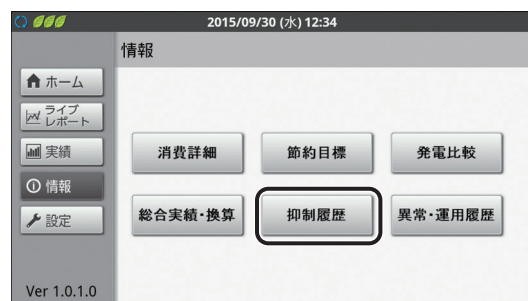 2015/09/30 (水) 12:34
情報
ホーム
ライブ
レポート
実績
情報
設定
消費詳細
節約目標
発電比較
総合実績・換算
抑制履歴
異常・運用履歴
Ver 1.0.1.0